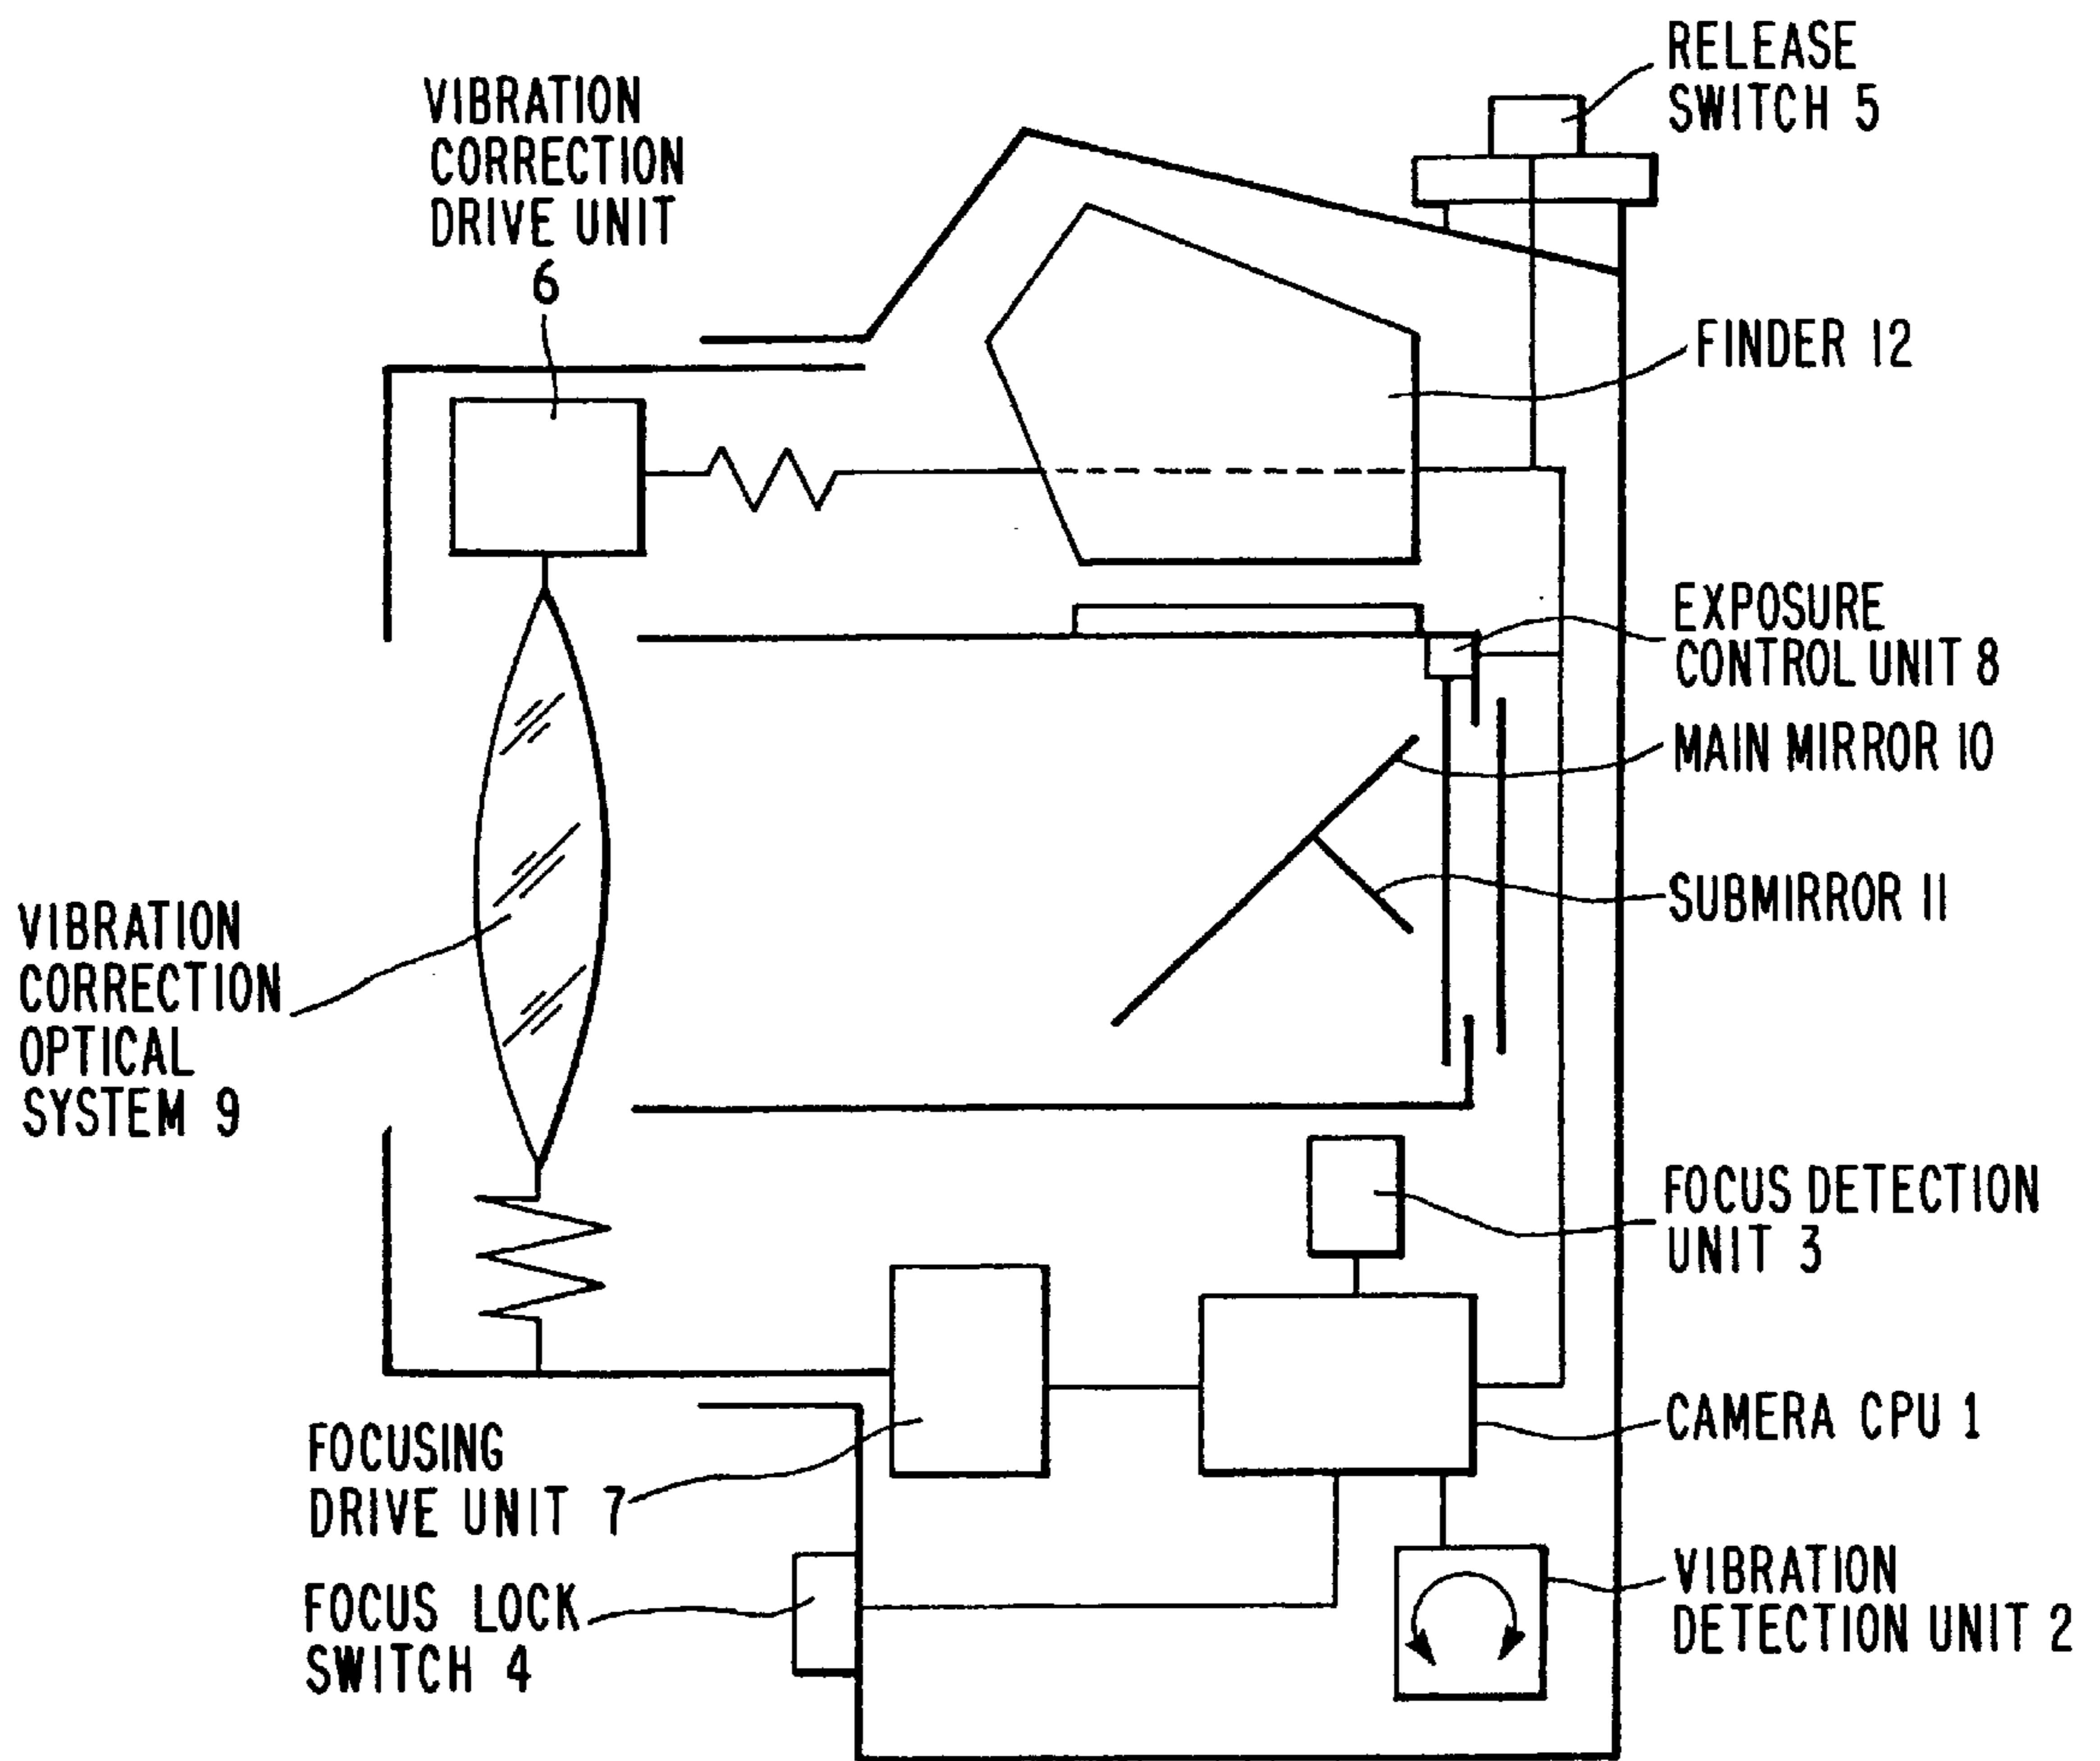 RELEASE
SWITCH 5
VIBRATION
CORRECTION
DRIVE UNIT
6
FINDER 12
EXPOSURE
CONTROL UNIT 8
MAIN MIRROR 10
SUBMIRROR 11
VIBRATION
CORRECTION
OPTICAL
SYSTEM 9
FOCUS DETECTION
UNIT 3
CAMERA CPU 1
FOCUSING
DRIVE UNIT 7
FOCUS LOCK
SWITCH 4
VIBRATION
DETECTION UNIT 2